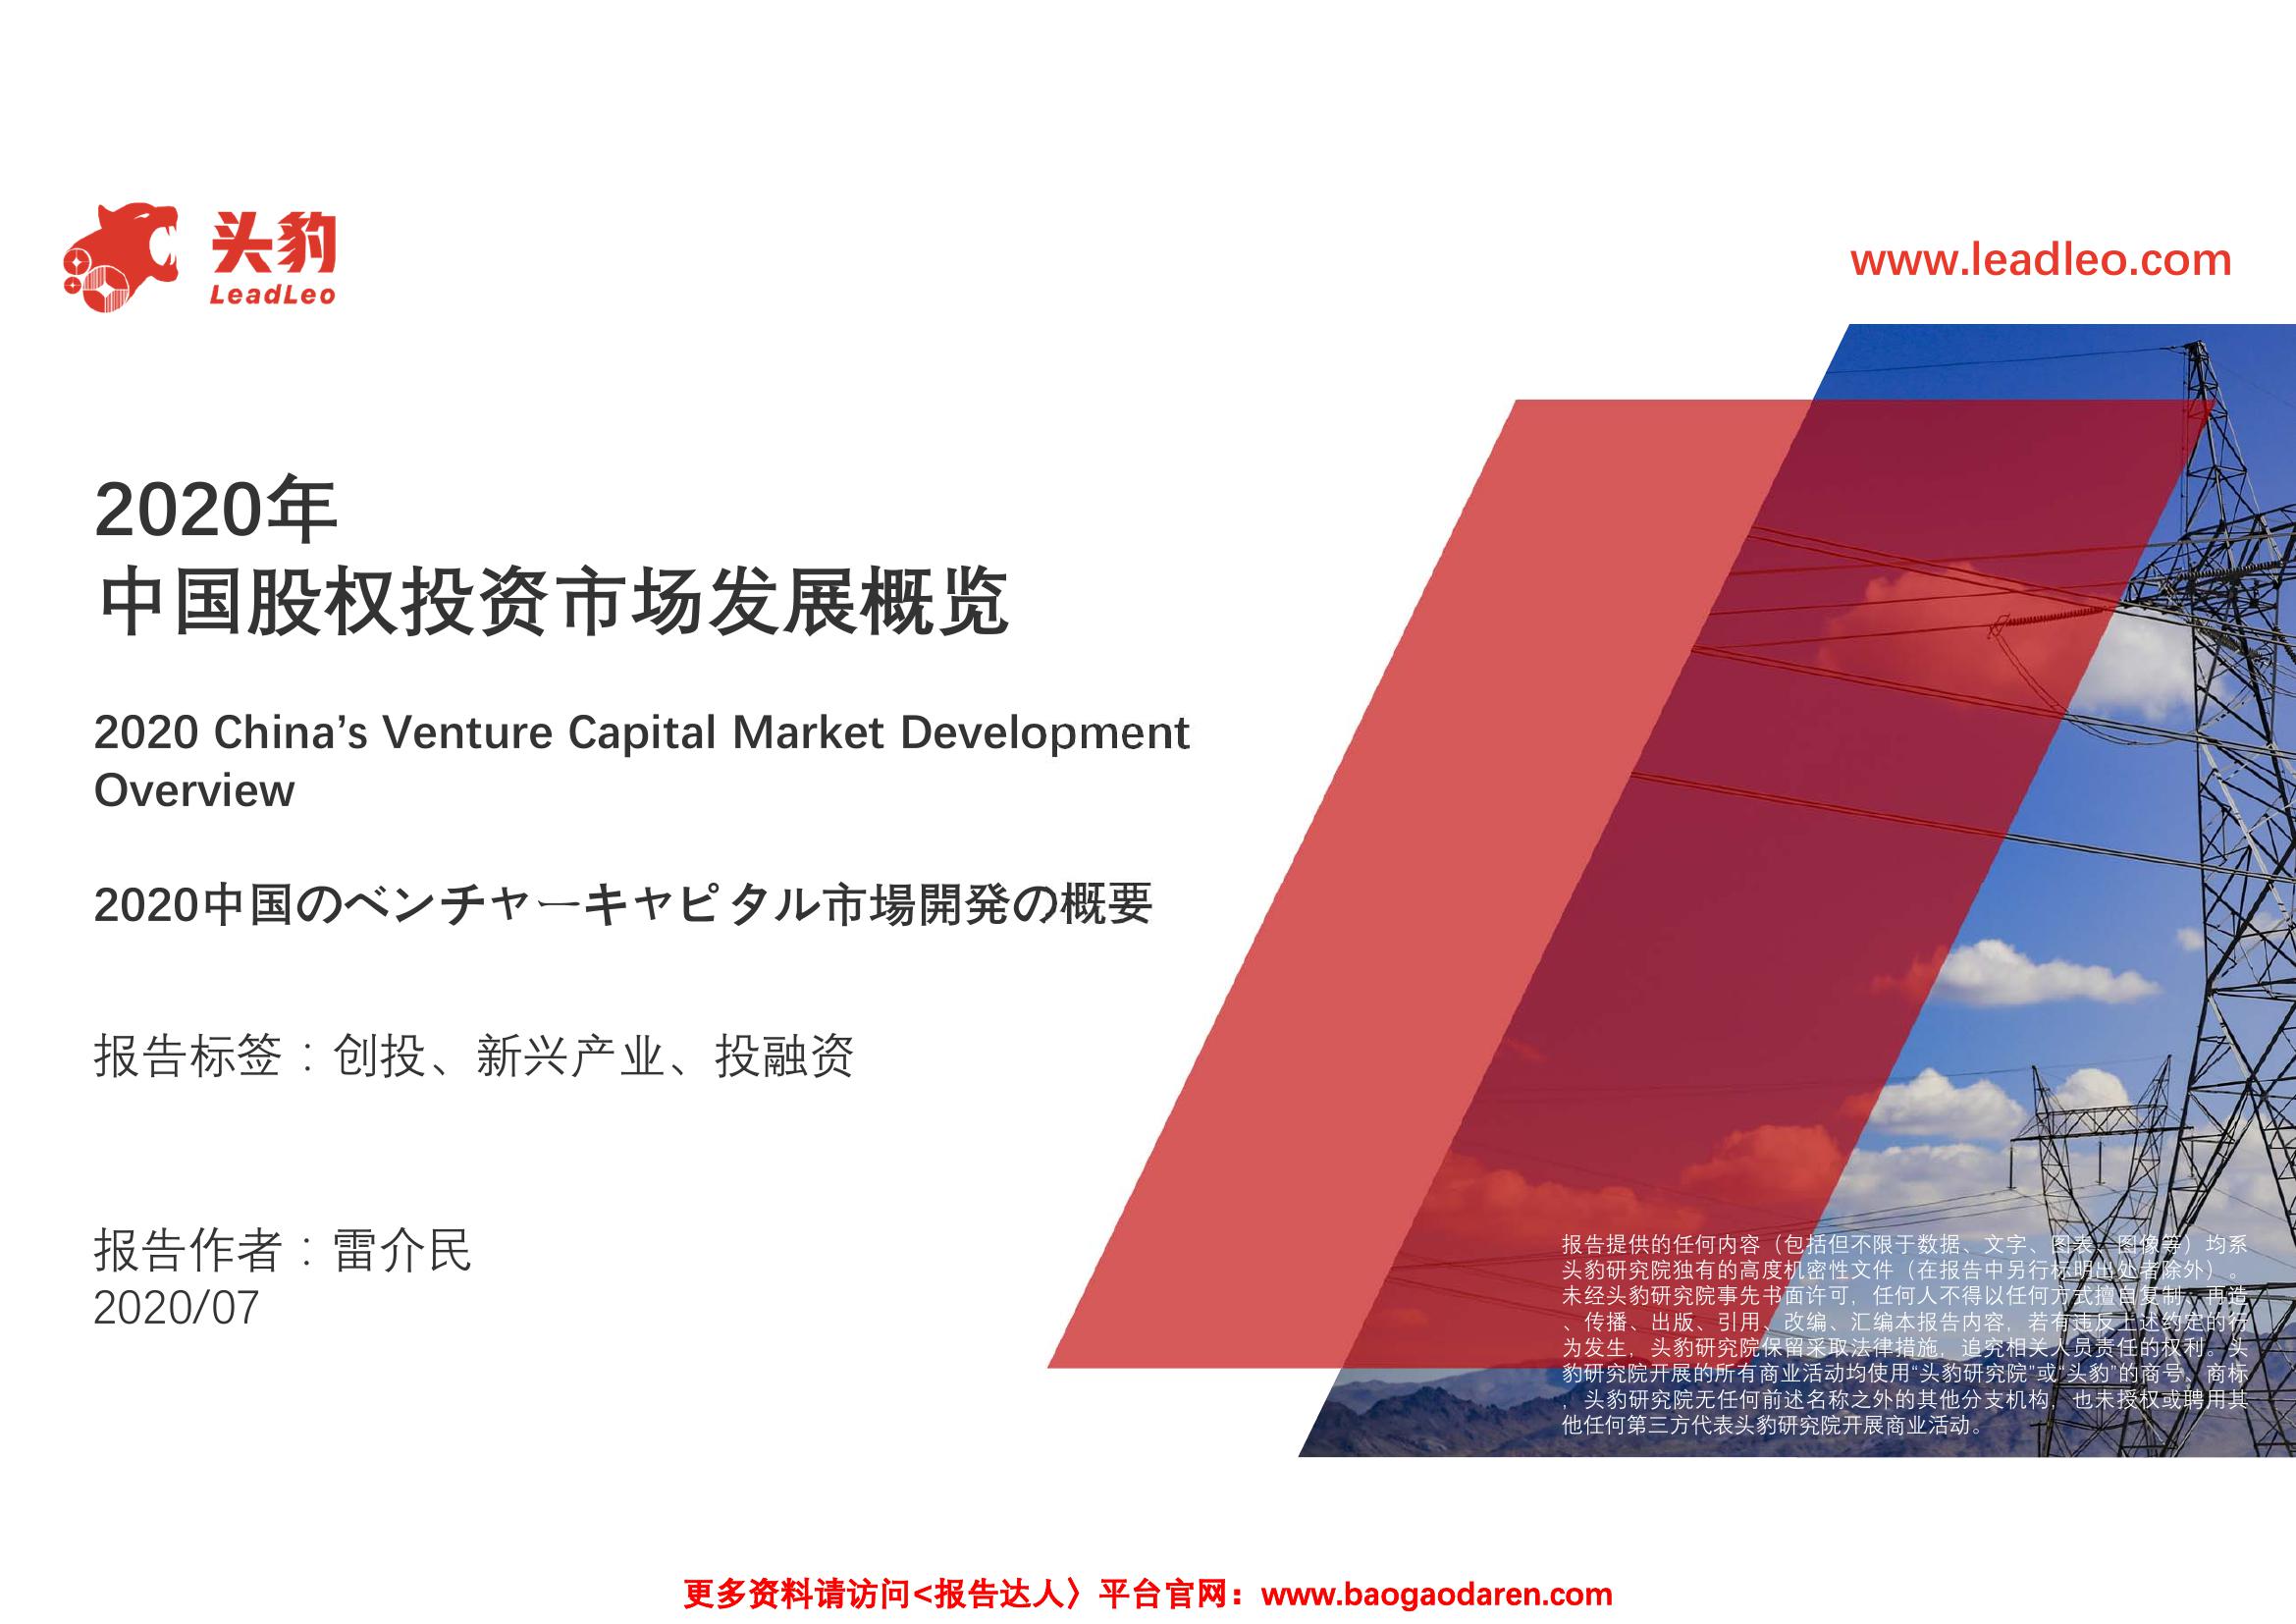 头豹
LeadLeo
www.leadleo.com
2020年
中国股权投资市场发展概览
2020 China’s Venture Capital Market Development
Overview
2020中国のベンチャーキャピタル市場開発の概要
报告标签：创投、新兴产业、投融资
报告作者：雷介民
2020/07
报告提供的任何内容（包括但不限于数据、文字、图表、图像等）均系
头豹研究院独有的高度机密性文件（在报告中另行标明出处者除外）。
未经头豹研究院事先书面许可，任何人不得以任何方式擅自复制、再造
、传播、出版、引用、改编、汇编本报告内容，若有违反上述约定的行
为发生，头豹研究院保留采取法律措施，追究相关人员责任的权利。头
豹研究院开展的所有商业活动均使用“头豹研究院”或“头豹”的商号、商标
，头豹研究院无任何前述名称之外的其他分支机构，也未授权或聘用其
他任何第三方代表头豹研究院开展商业活动。
更多资料请访问<报告达人〉平台官网：www.baogaodaren.com